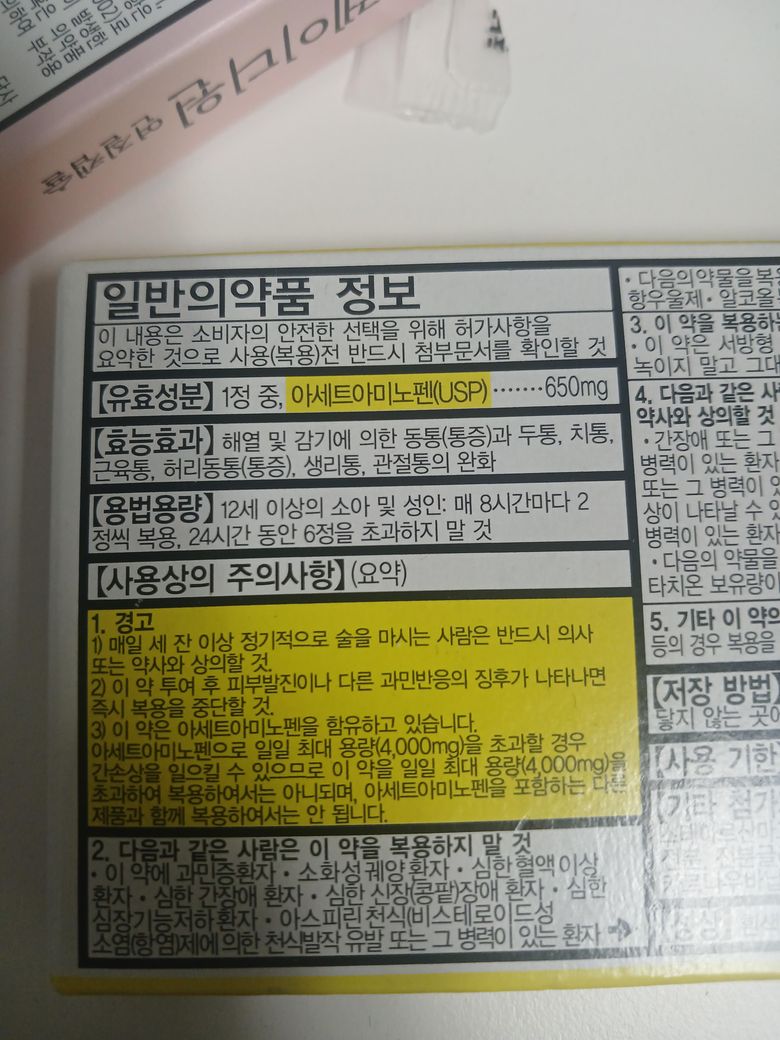 페이더원 연질캡슐
일반의약품 정보
이 내용은 소비자의 안전한 선택을 위해 허가사항을
요약한 것으로 사용(복용)전 반드시 첨부문서를 확인할 것
【유효성분】 1정 중, 아세트아미노펜(USP) ·······650mg
【효능효과】 해열 및 감기에 의한 동통(통증)과 두통, 치통,
근육통, 허리동통(통증), 생리통, 관절통의 완화
【용법용량】 12세 이상의 소아 및 성인: 매 8시간마다 2
정씩 복용, 24시간 동안 6정을 초과하지 말 것
【사용상의 주의사항】(요약)
1. 경고
1) 매일 세 잔 이상 정기적으로 술을 마시는 사람은 반드시 의사
또는 약사와 상의할 것.
2) 이 약 투여 후 피부발진이나 다른 과민반응의 징후가 나타나면
즉시 복용을 중단할 것.
3) 이 약은 아세트아미노펜을 함유하고 있습니다.
아세트아미노펜으로 일일 최대 용량(4,000mg)을 초과할 경우
간손상을 일으킬 수 있으므로 이 약을 일일 최대 용량(4,000mg)을
초과하여 복용하여서는 아니되며, 아세트아미노펜을 포함하는 다른
제품과 함께 복용하여서는 안 됩니다.
2. 다음과 같은 사람은 이 약을 복용하지 말 것
· 이 약에 과민증환자 · 소화성 궤양 환자 · 심한 혈액 이상
환자 · 심한 간장애 환자 · 심한 신장(콩팥)장애 환자 · 심한
심장기능저하 환자 · 아스피린 천식(비스테로이드성
소염(항염)제에 의한 천식발작 유발 또는 그 병력이 있는 환자
· 다음의 약물을 복용
항우울제 · 알코올
3. 이 약을 복용하는
· 이 약은 서방형
녹이지 말고 그대
4. 다음과 같은 사
약사와 상의할 것
· 간장애 또는 그
병력이 있는 환자
또는 그 병력이 있
상이 나타날 수 있
병력이 있는 환자
· 다음의 약물을
타치온 보유량이
5. 기타 이 약의
등의 경우 복용을
【저장 방법】
닿지 않는 곳에
【사용 기한
【기타 첨가
【성상】